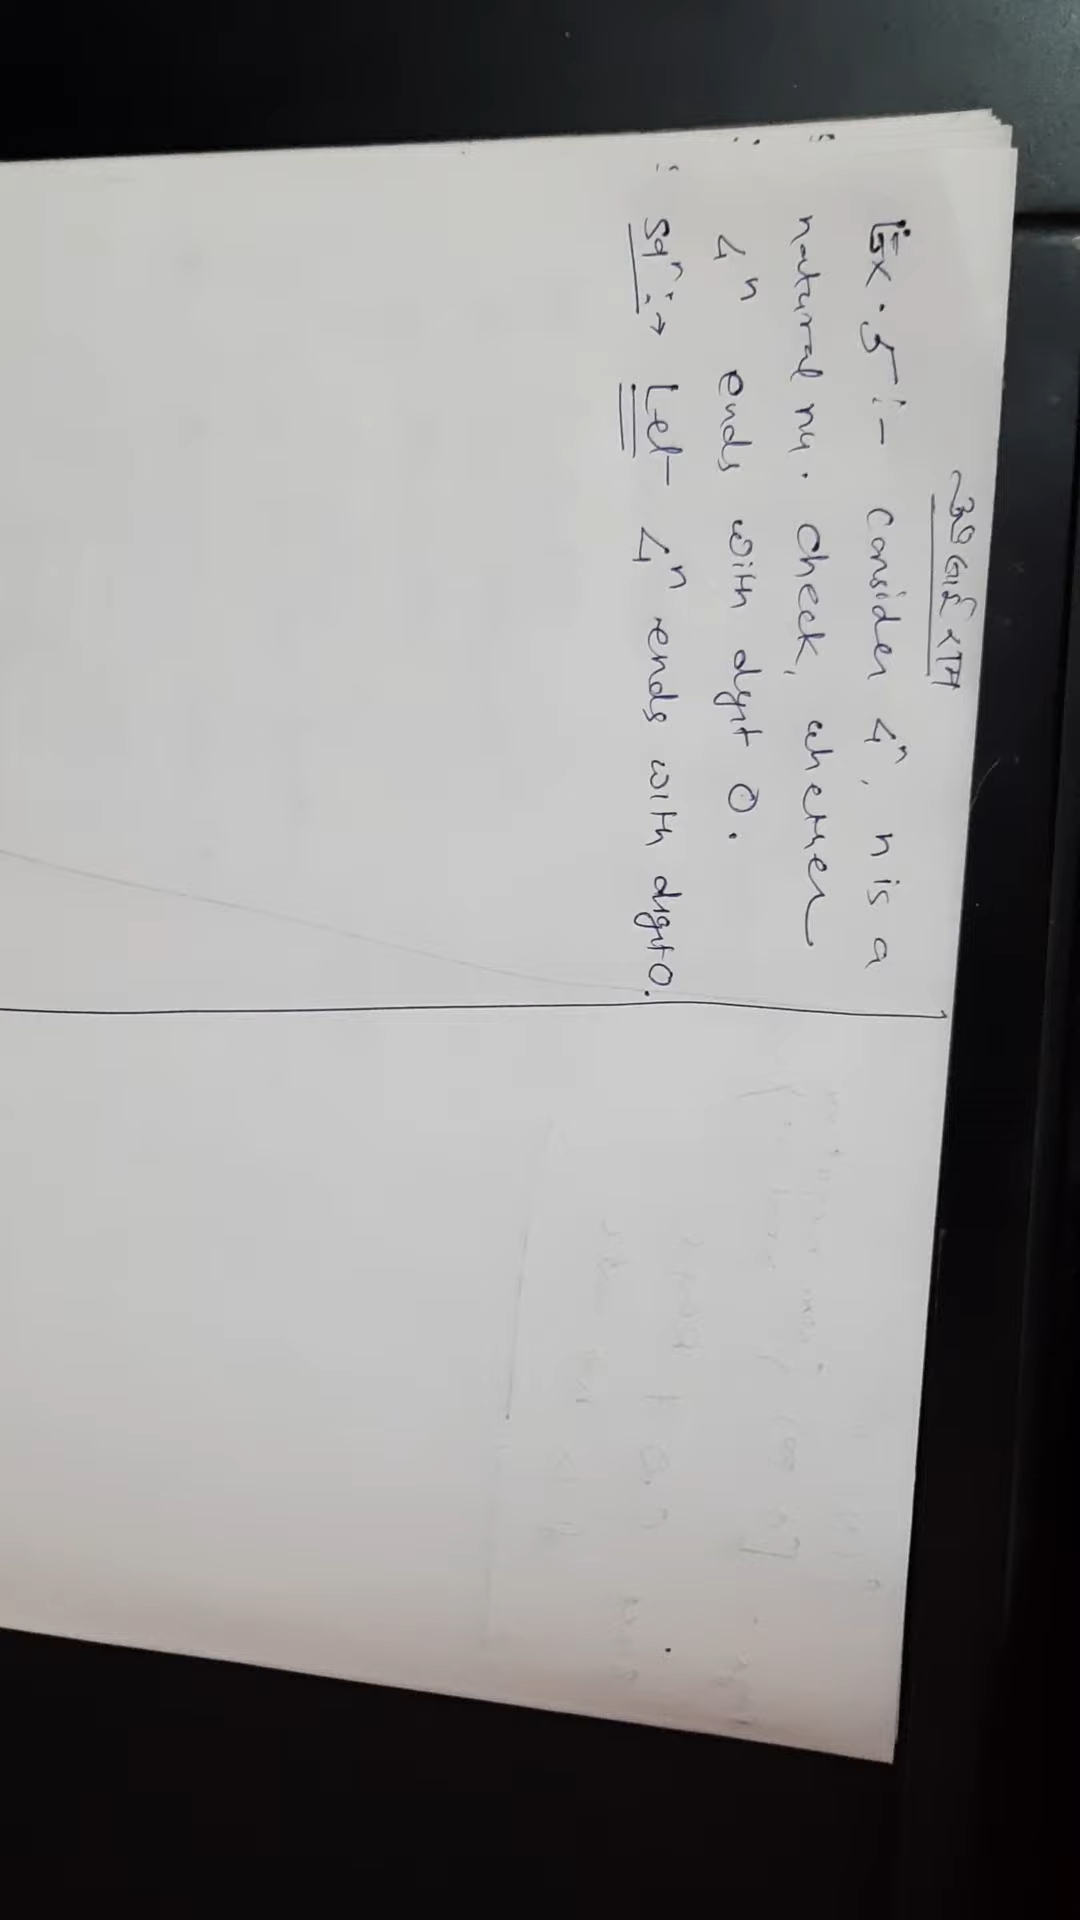 Ex. 5 :- Consider 4ⁿ, n is a
natural no. Check, whether
4ⁿ ends with digit 0.
Solⁿ :→ Let 4ⁿ ends with digit 0.